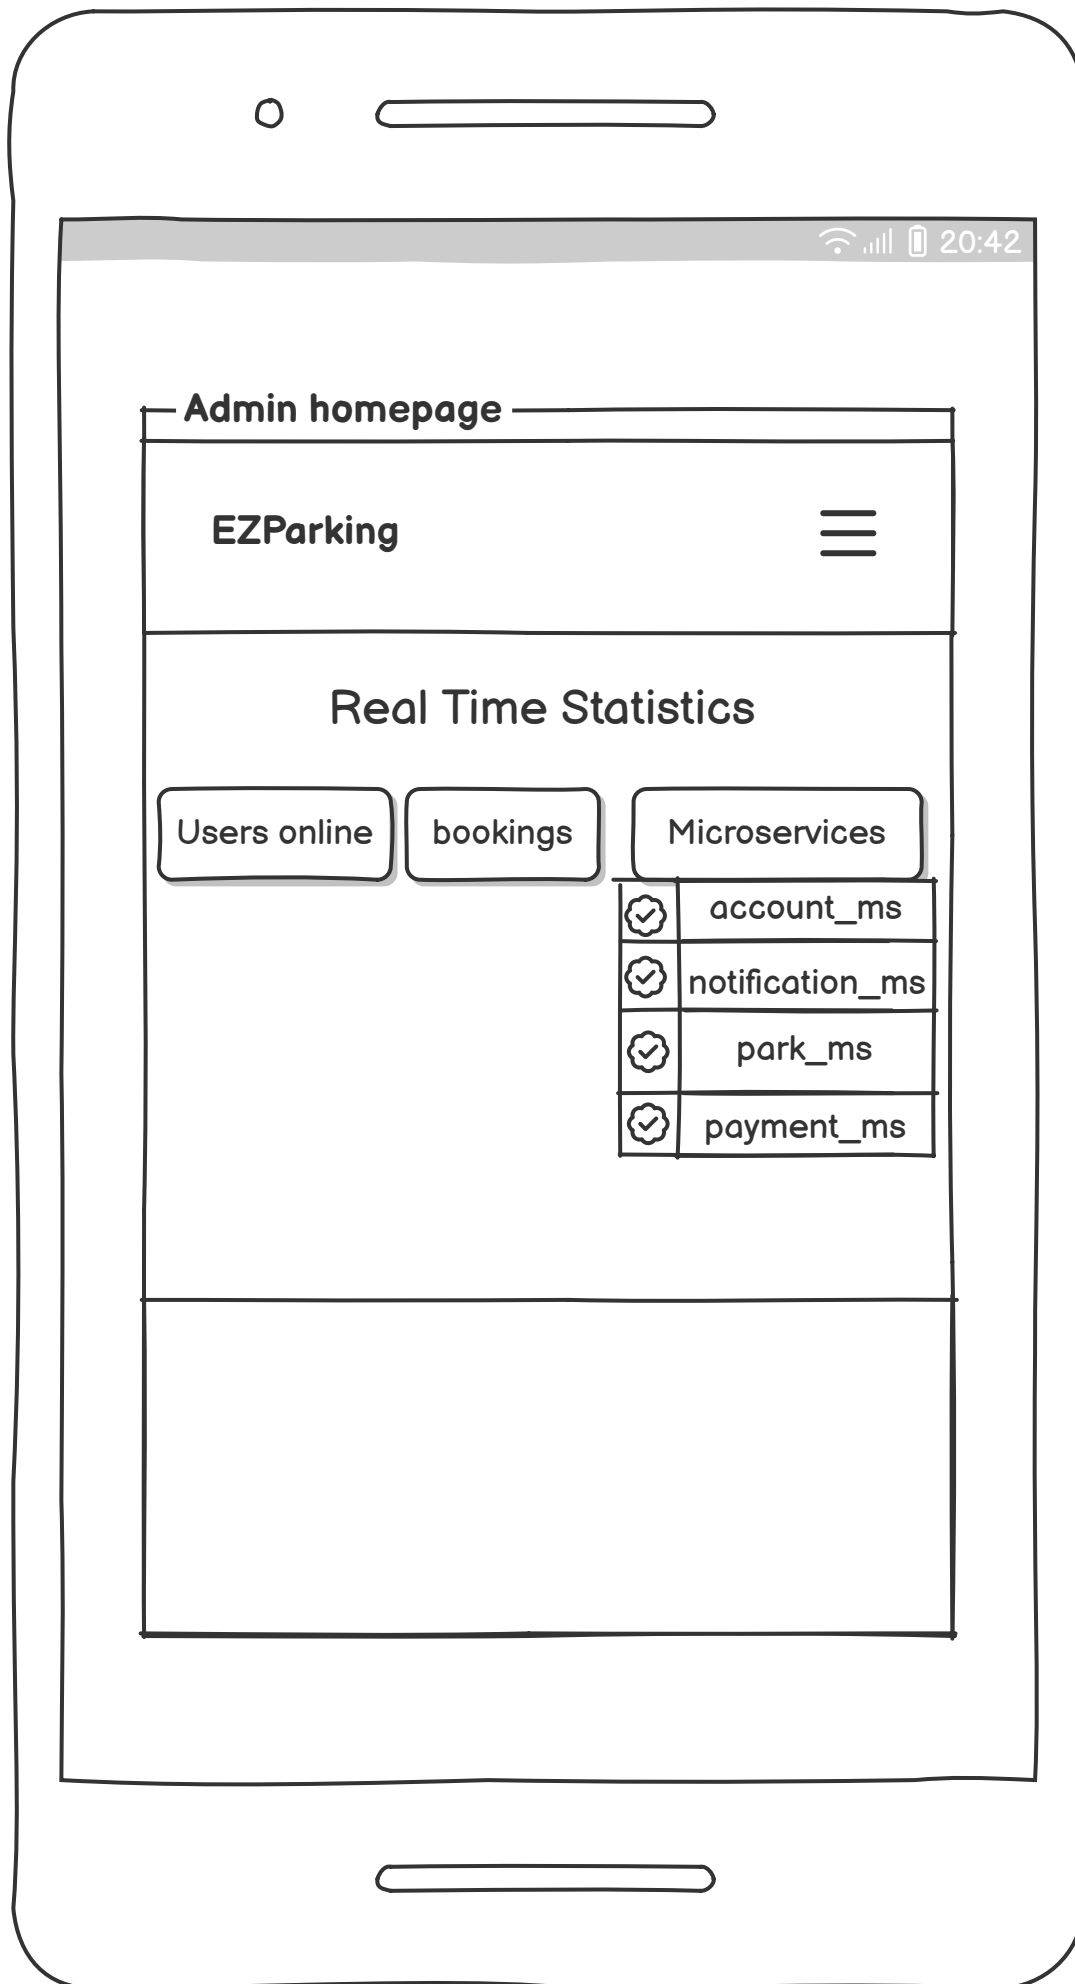 20:42
Admin homepage
EZParking
Real Time Statistics
Users online
bookings
Microservices
account_ms
notification_ms
park_ms
payment_ms